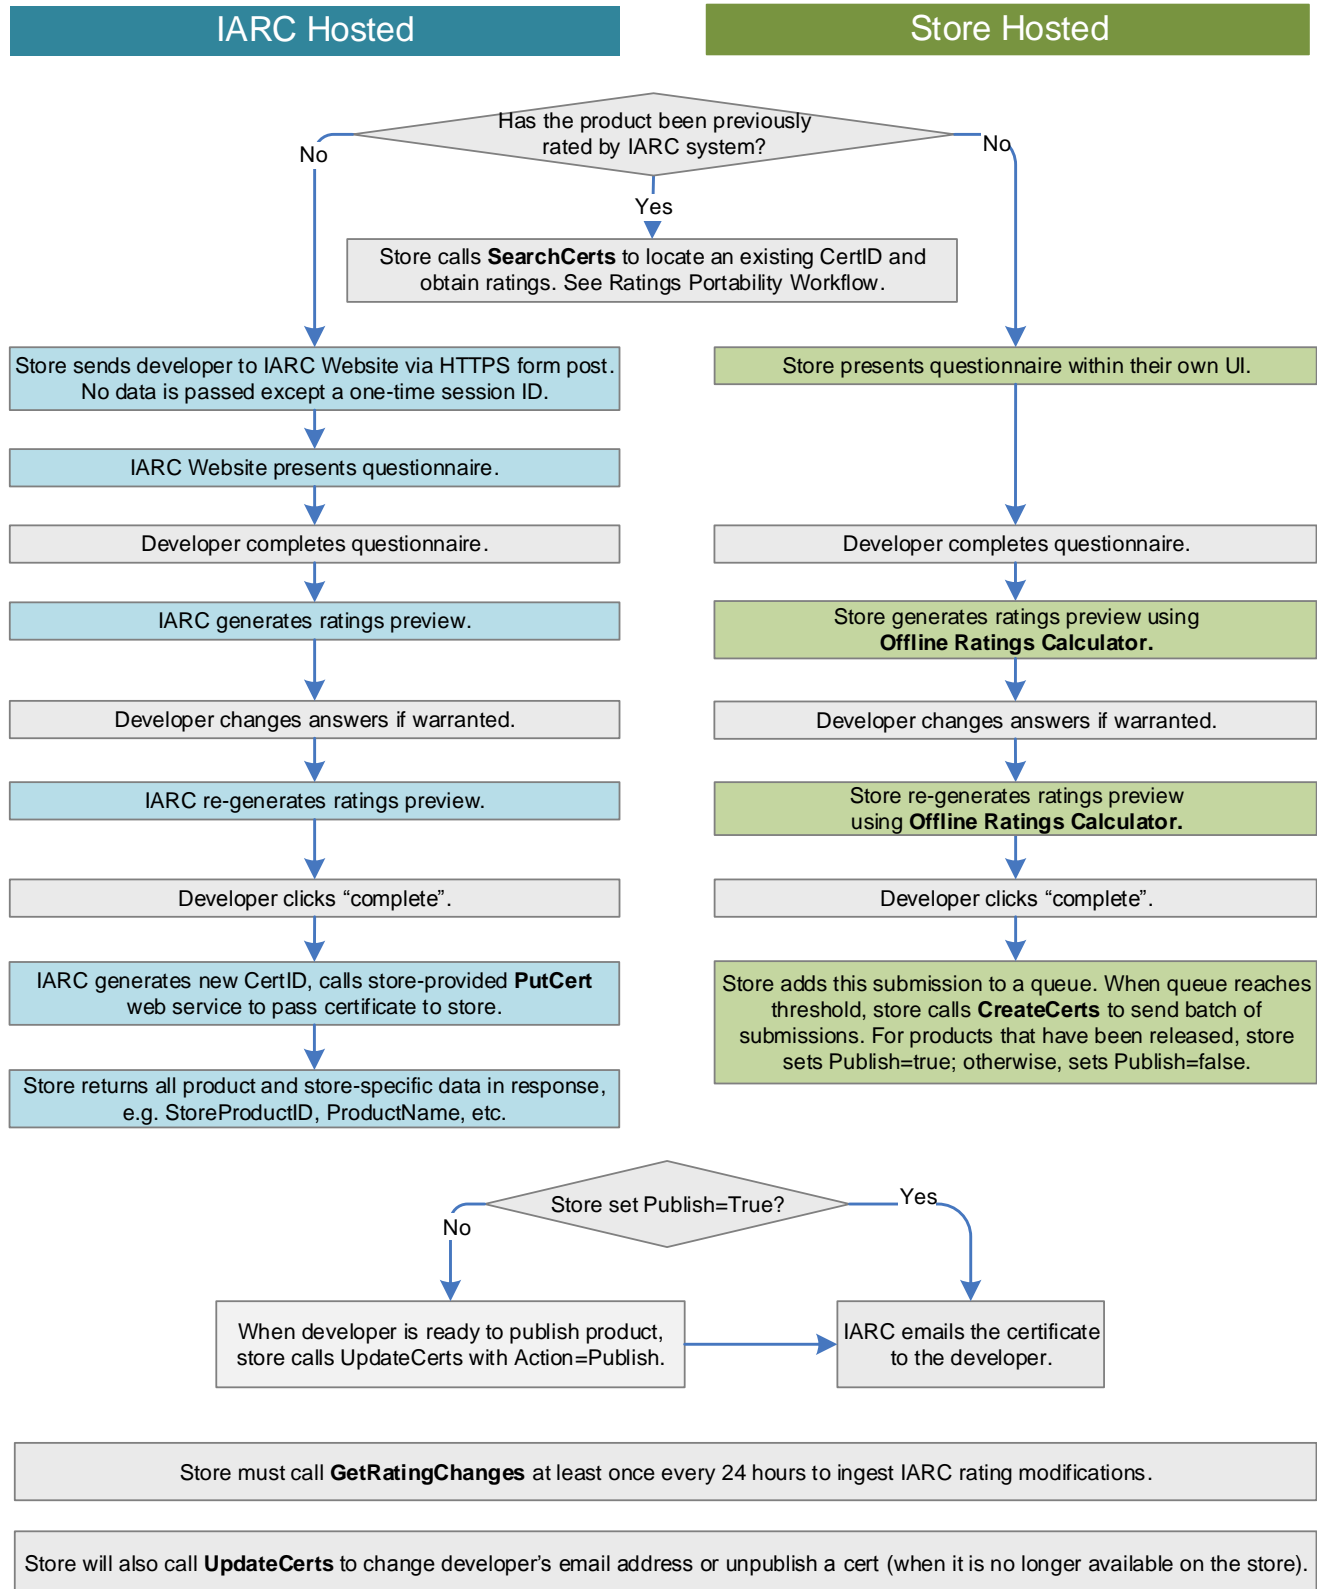 IARC Hosted
Store Hosted
Has the product been previously
rated by IARC system?
No
No
Yes
Store calls SearchCerts to locate an existing CertID and
obtain ratings. See Ratings Portability Workflow.
Store sends developer to IARC Website via HTTPS form post.
No data is passed except a one-time session ID.
IARC Website presents questionnaire.
Developer completes questionnaire.
IARC generates ratings preview.
Developer changes answers if warranted.
IARC re-generates ratings preview.
Developer clicks “complete”.
IARC generates new CertID, calls store-provided PutCert
web service to pass certificate to store.
Store returns all product and store-specific data in response,
e.g. StoreProductID, ProductName, etc.
Store presents questionnaire within their own UI.
Developer completes questionnaire.
Store generates ratings preview using
Offline Ratings Calculator.
Developer changes answers if warranted.
Store re-generates ratings preview
using Offline Ratings Calculator.
Developer clicks “complete”.
Store adds this submission to a queue. When queue reaches
threshold, store calls CreateCerts to send batch of
submissions. For products that have been released, store
sets Publish=true; otherwise, sets Publish=false.
Store set Publish=True?
No
Yes
When developer is ready to publish product,
store calls UpdateCerts with Action=Publish.
IARC emails the certificate
to the developer.
Store must call GetRatingChanges at least once every 24 hours to ingest IARC rating modifications.
Store will also call UpdateCerts to change developer’s email address or unpublish a cert (when it is no longer available on the store).